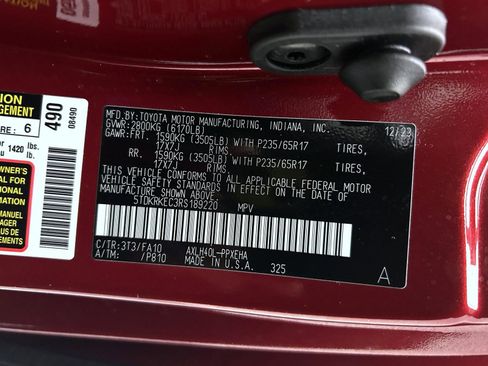 MFD.BY:TOYOTA MOTOR MANUFACTURING, INDIANA, INC. 12/23
GVWR:2800KG (6170LB)
GAWR:FRT. 1590KG (3505LB) WITH P235/65R17 TIRES,
17X7J RIMS
RR. 1590KG (3505LB) WITH P235/65R17 TIRES,
17X7J RIMS
THIS VEHICLE CONFORMS TO ALL APPLICABLE FEDERAL MOTOR
VEHICLE SAFETY STANDARDS IN EFFECT ON THE DATE OF
MANUFACTURE SHOWN ABOVE.
5TDKRKEC3RS189220 MPV
C/TR:3T3/FA10 AXLH40L-PPXEHA
A/TM: /P810 MADE IN U.S.A. 325 A
490
08490
6
1420 lbs.